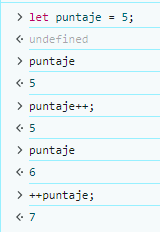 > let puntaje = 5;
<· undefined
> puntaje
<· 5
> puntaje++;
<· 5
> puntaje
<· 6
> ++puntaje;
<· 7